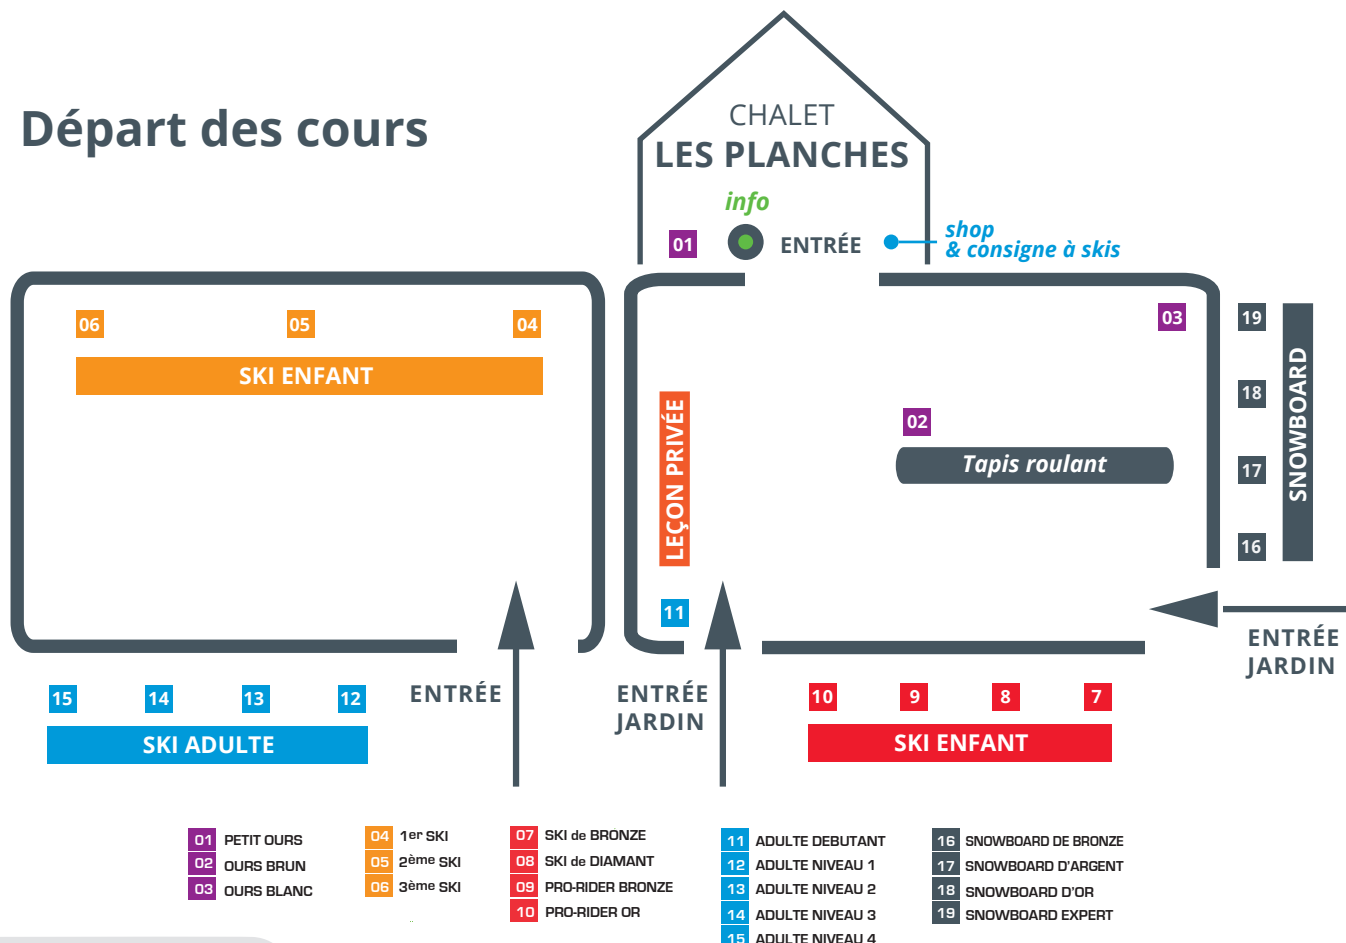 Départ des cours
CHALET
LES PLANCHES
info
01
ENTRÉE
shop
& consigne à skis
06
05
04
SKI ENFANT
03
02
Tapis roulant
LEÇON PRIVÉE
11
19
18
17
16
SNOWBOARD
ENTRÉE
JARDIN
15
14
13
12
SKI ADULTE
ENTRÉE
ENTRÉE
JARDIN
10
9
8
7
SKI ENFANT
01 PETIT OURS
02 OURS BRUN
03 OURS BLANC
04 1er SKI
05 2ème SKI
06 3ème SKI
07 SKI de BRONZE
08 SKI de DIAMANT
09 PRO-RIDER BRONZE
10 PRO-RIDER OR
11 ADULTE DEBUTANT
12 ADULTE NIVEAU 1
13 ADULTE NIVEAU 2
14 ADULTE NIVEAU 3
15 ADULTE NIVEAU 4
16 SNOWBOARD DE BRONZE
17 SNOWBOARD D'ARGENT
18 SNOWBOARD D'OR
19 SNOWBOARD EXPERT